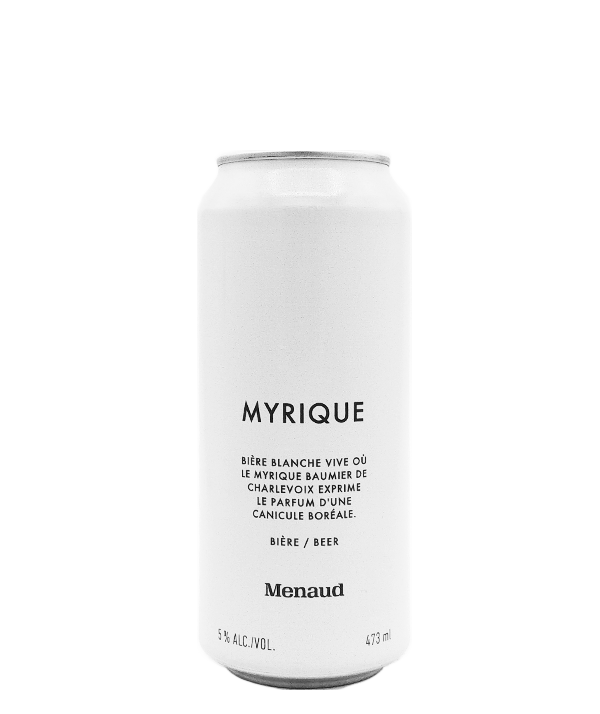 MYRIQUE
BIÈRE BLANCHE VIVE OÙ
LE MYRIQUE BAUMIER DE
CHARLEVOIX EXPRIME
LE PARFUM D'UNE
CANICULE BORÉALE.
BIÈRE / BEER
Menaud
5 % ALC./VOL.
473 ml